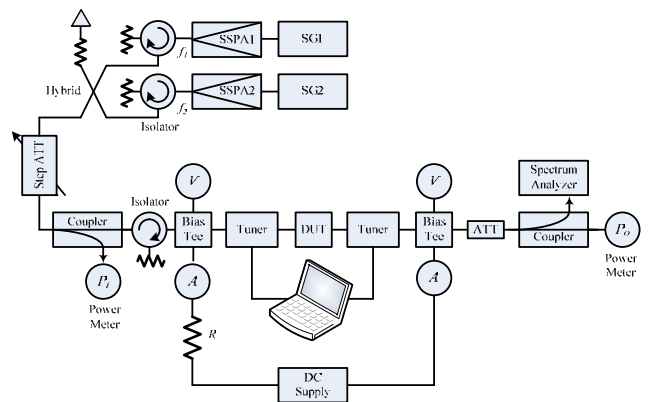 SSPA1
SG1
f1
Hybrid
SSPA2
SG2
f2
Isolator
Step ATT
Isolator
Coupler
V
Bias
Tee
Tuner
DUT
Tuner
V
Bias
Tee
ATT
Spectrum
Analyzer
Coupler
Po
Power
Meter
Pi
Power
Meter
A
A
R
DC
Supply